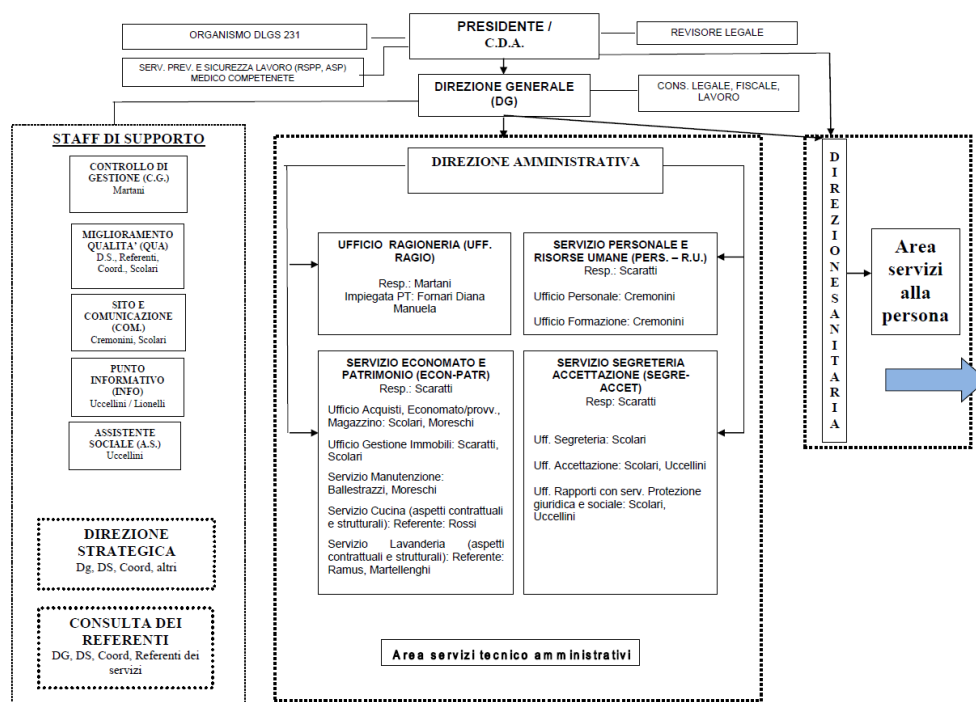 PRESIDENTE /
C.D.A.
ORGANISMO DLGS 231
REVISORE LEGALE
SERV. PREV. E SICUREZZA LAVORO (RSPP, ASP)
MEDICO COMPETENETE
DIREZIONE GENERALE
(DG)
CONS. LEGALE, FISCALE,
LAVORO
STAFF DI SUPPORTO
CONTROLLO DI
GESTIONE (C.G.)
Martani
MIGLIORAMENTO
QUALITA' (QUA)
D.S., Referenti,
Coord., Scolari
SITO E
COMUNICAZIONE
(COM.)
Cremonini, Scolari
PUNTO
INFORMATIVO
(INFO)
Uccellini / Lionelli
ASSISTENTE
SOCIALE (A.S.)
Uccellini
DIREZIONE
STRATEGICA
Dg, DS, Coord, altri
CONSULTA DEI
REFERENTI
DG, DS, Coord, Referenti dei
servizi
DIREZIONE AMMINISTRATIVA
UFFICIO RAGIONERIA (UFF.
RAGIO)
Resp.: Martani
Impiegata PT: Fornari Diana
Manuela
SERVIZIO PERSONALE E
RISORSE UMANE (PERS. – R.U.)
Resp.: Scaratti
Ufficio Personale: Cremonini
Ufficio Formazione: Cremonini
SERVIZIO ECONOMATO E
PATRIMONIO (ECON-PATR)
Resp.: Scaratti
Ufficio Acquisti, Economato/provv.,
Magazzino: Scolari, Moreschi
Ufficio Gestione Immobili: Scaratti,
Scolari
Servizio Manutenzione:
Ballestrazzi, Moreschi
Servizio Cucina (aspetti contrattuali
e strutturali): Referente: Rossi
Servizio Lavanderia (aspetti
contrattuali e strutturali): Referente:
Ramus, Martellenghi
SERVIZIO SEGRETERIA
ACCETTAZIONE (SEGRE-
ACCET)
Resp: Scaratti
Uff. Segreteria: Scolari
Uff. Accettazione: Scolari, Uccellini
Uff. Rapporti con serv. Protezione
giuridica e sociale: Scolari,
Uccellini
Area servizi tecnico amministrativi
DIREZIONESANITARIA
Area
servizi
alla
persona